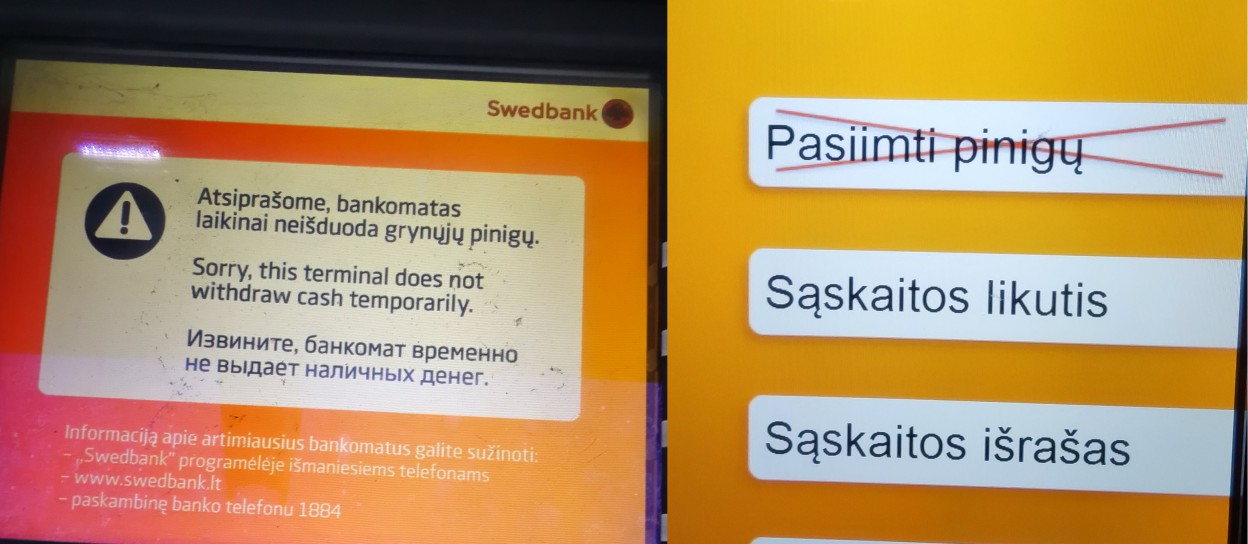 Swedbank
Atsiprašome, bankomatas
laikinai neišduoda grynųjų pinigų.
Sorry, this terminal does not
withdraw cash temporarily.
Извините, банкомат временно
не выдает наличных денег.
Informaciją apie artimiausius bankomatus galite sužinoti:
– „Swedbank" programėlėje išmaniesiems telefonams
– www.swedbank.lt
– paskambinę banko telefonu 1884
Pasiimti pinigų
Sąskaitos likutis
Sąskaitos išrašas